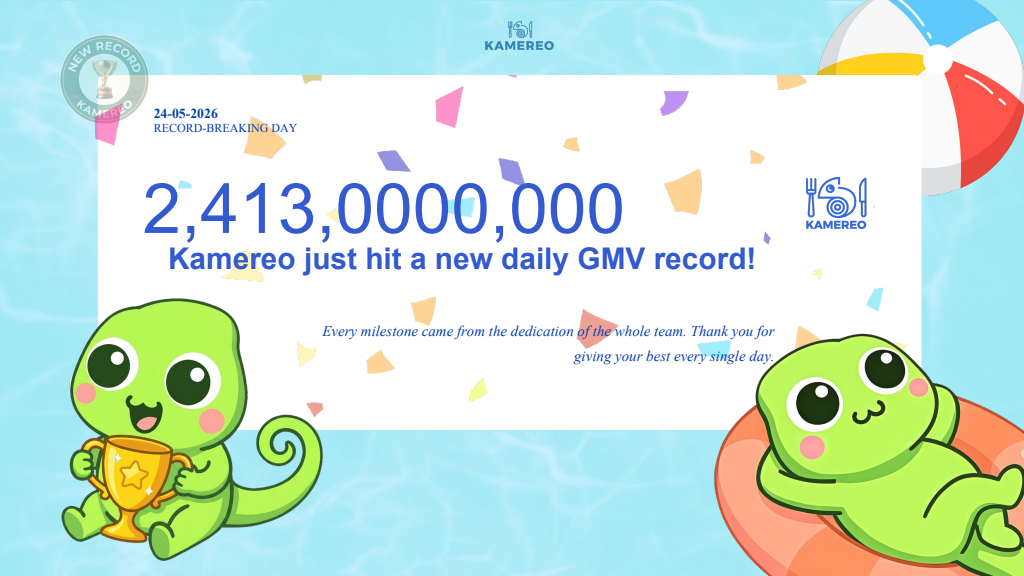 KAMEREO
NEW RECORD
KAMEREO
24-05-2026
RECORD-BREAKING DAY
2,413,0000,000
KAMEREO
Kamereo just hit a new daily GMV record!
Every milestone came from the dedication of the whole team. Thank you for
giving your best every single day.